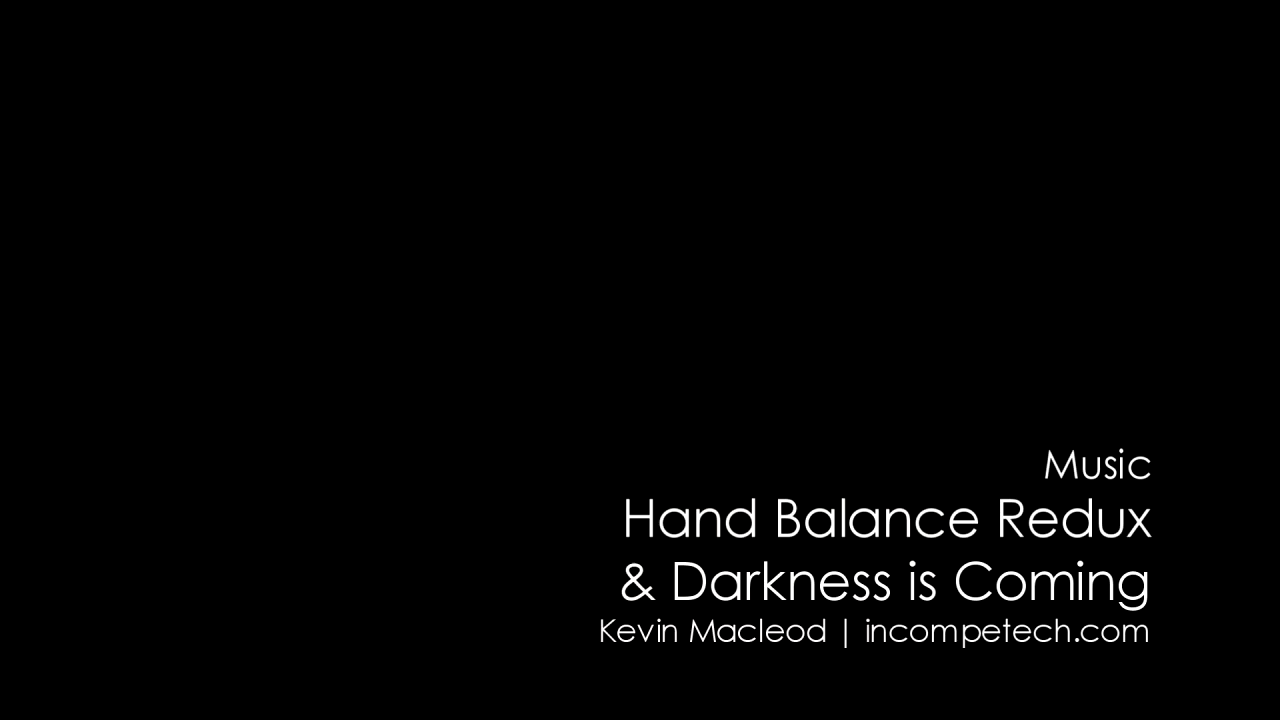 Music
Hand Balance Redux
& Darkness is Coming
Kevin Macleod | incompetech.com